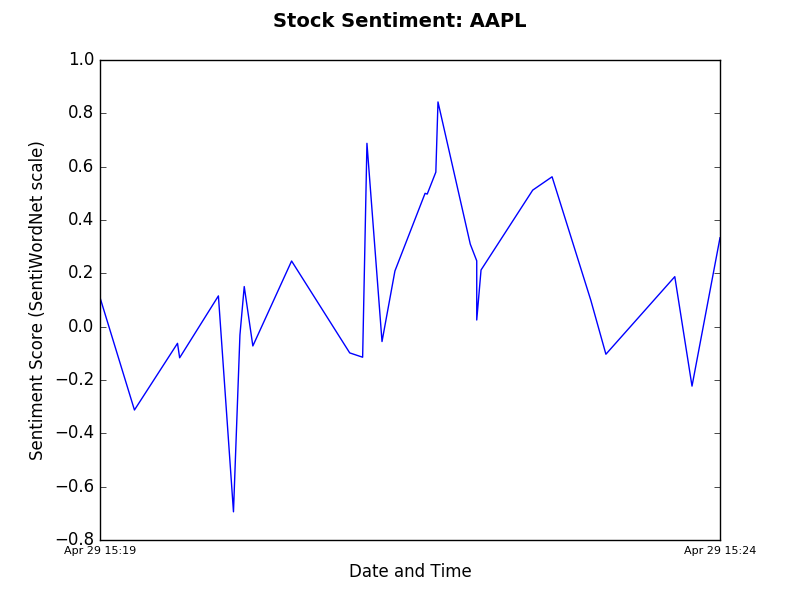 Stock Sentiment: AAPL
1.0
0.8
0.6
0.4
0.2
0.0
−0.2
−0.4
−0.6
−0.8
Sentiment Score (SentiWordNet scale)
Apr 29 15:19
Apr 29 15:24
Date and Time